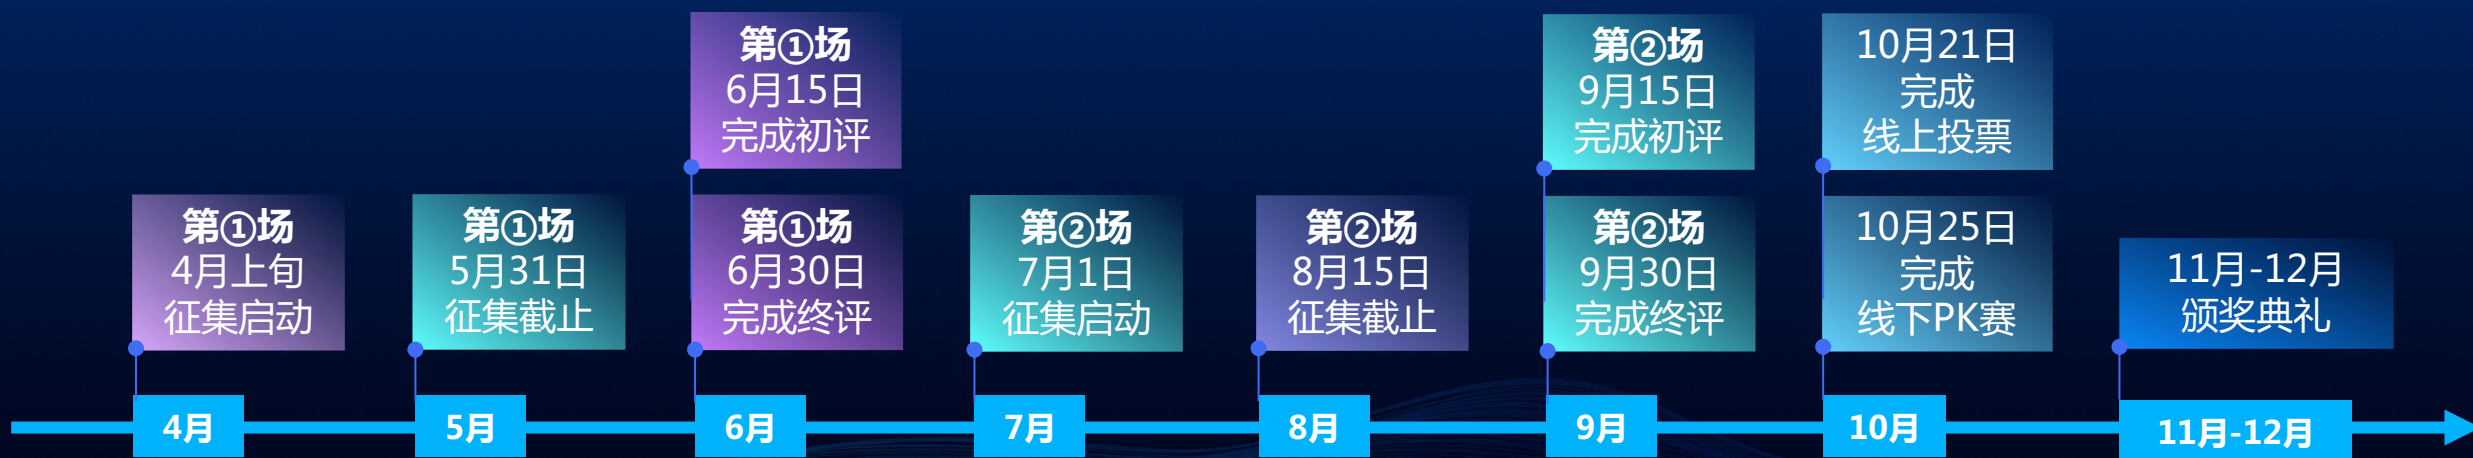 第①场
6月15日
完成初评
第②场
9月15日
完成初评
10月21日
完成
线上投票
第①场
4月上旬
征集启动
第①场
5月31日
征集截止
第①场
6月30日
完成终评
第②场
7月1日
征集启动
第②场
8月15日
征集截止
第②场
9月30日
完成终评
10月25日
完成
线下PK赛
11月-12月
颁奖典礼
4月
5月
6月
7月
8月
9月
10月
11月-12月